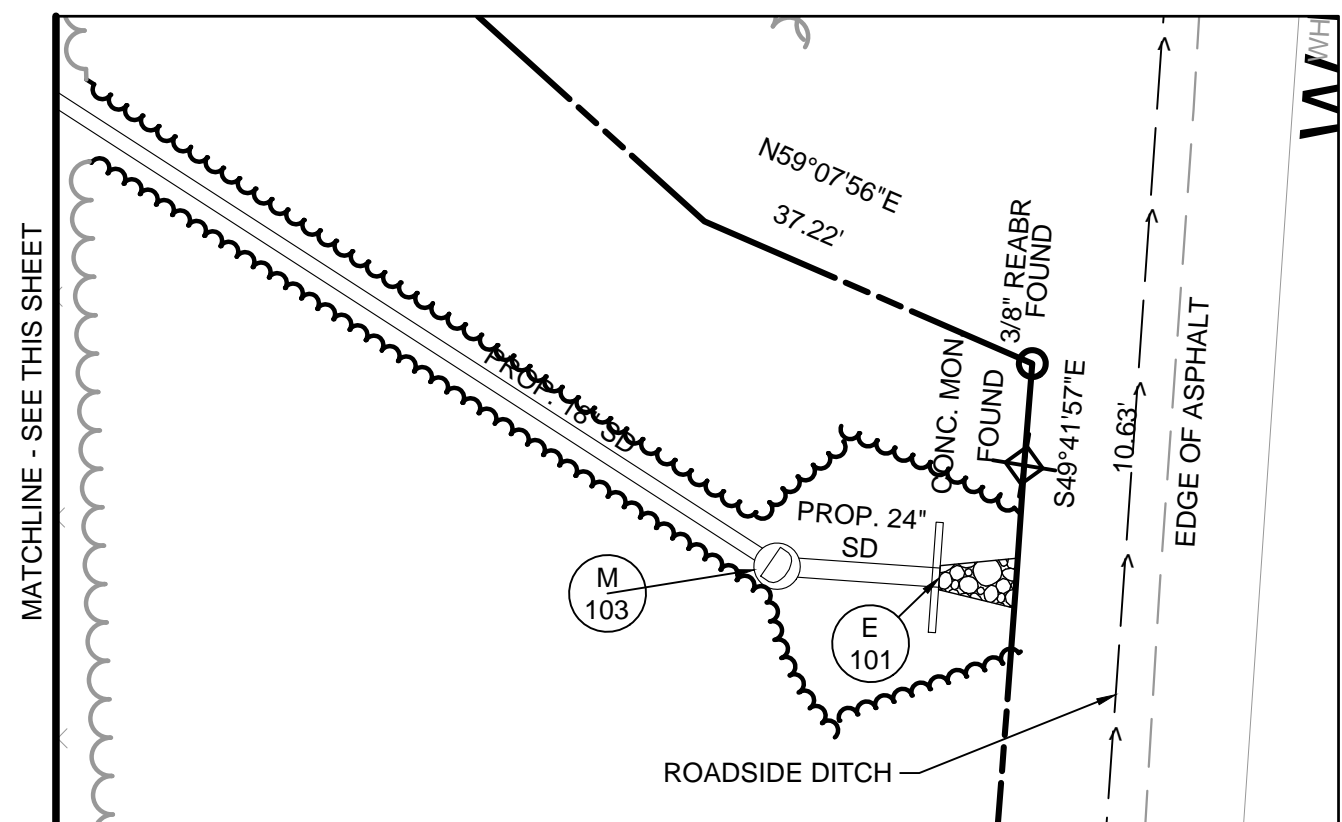 WH
W
N59°07'56"E
37.22'
3/8" REABR
FOUND
MATCHLINE - SEE THIS SHEET
CONC. MON
FOUND
S49°41'57"E
10.63'
EDGE OF ASPHALT
PROP. 18" SD
PROP. 24"
SD
M
103
E
101
ROADSIDE DITCH